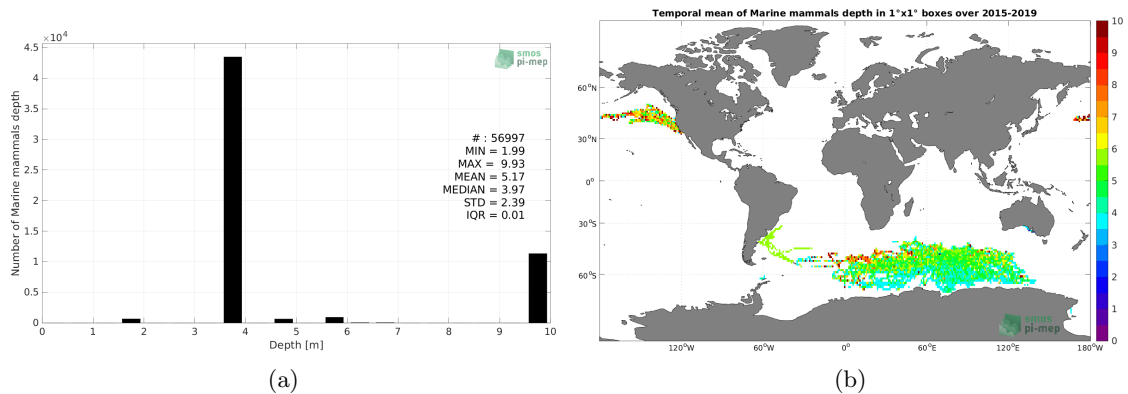 4.5
×10⁴
4
3.5
3
2.5
2
1.5
1
0.5
0
Number of Marine mammals depth
0 1 2 3 4 5 6 7 8 9 10
Depth [m]
smos
pi-mep
# : 56997
MIN = 1.99
MAX = 9.93
MEAN = 5.17
MEDIAN = 3.97
STD = 2.39
IQR = 0.01
(a)
Temporal mean of Marine mammals depth in 1°x1° boxes over 2015-2019
60°N
30°N
0°
30°S
60°S
120°W 60°W 0° 60°E 120°E 180°W
smos
pi-mep
10
9
8
7
6
5
4
3
2
1
0
(b)